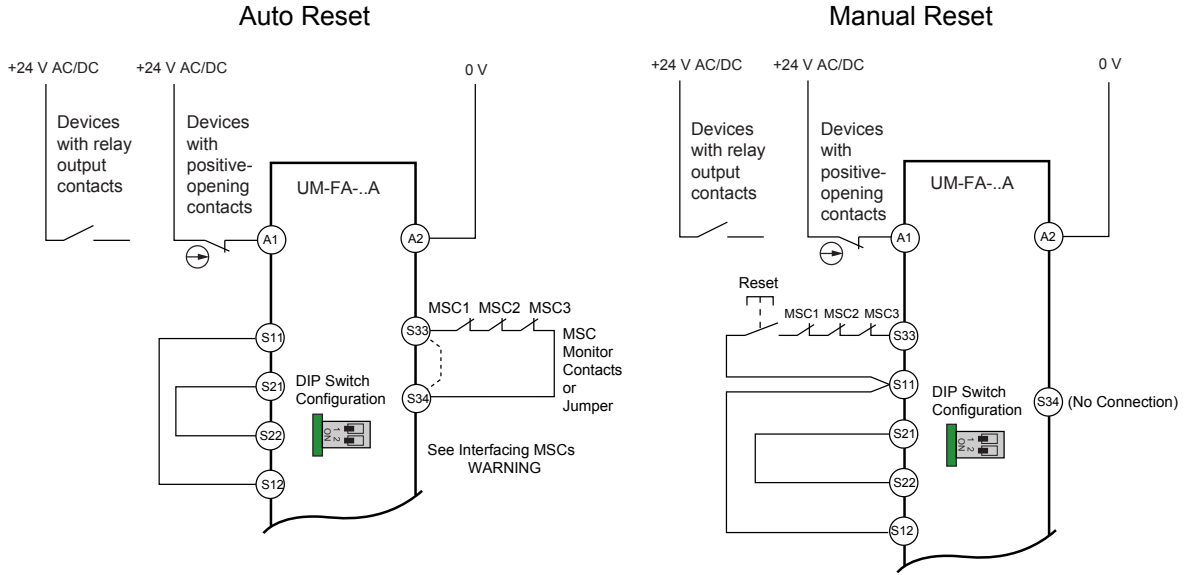 Auto Reset
+24 V AC/DC
+24 V AC/DC
0 V
Devices
with relay
output
contacts
Devices
with
positive-
opening
contacts
UM-FA-..A
A1
A2
S11
S21
S22
S12
DIP Switch
Configuration
1 2
ON
S33
S34
MSC1 MSC2 MSC3
MSC
Monitor
Contacts
or
Jumper
See Interfacing MSCs
WARNING
Manual Reset
+24 V AC/DC
+24 V AC/DC
0 V
Devices
with relay
output
contacts
Devices
with
positive-
opening
contacts
UM-FA-..A
A1
A2
Reset
MSC1 MSC2 MSC3
S33
S11
S21
S22
S12
DIP Switch
Configuration
1 2
ON
S34 (No Connection)